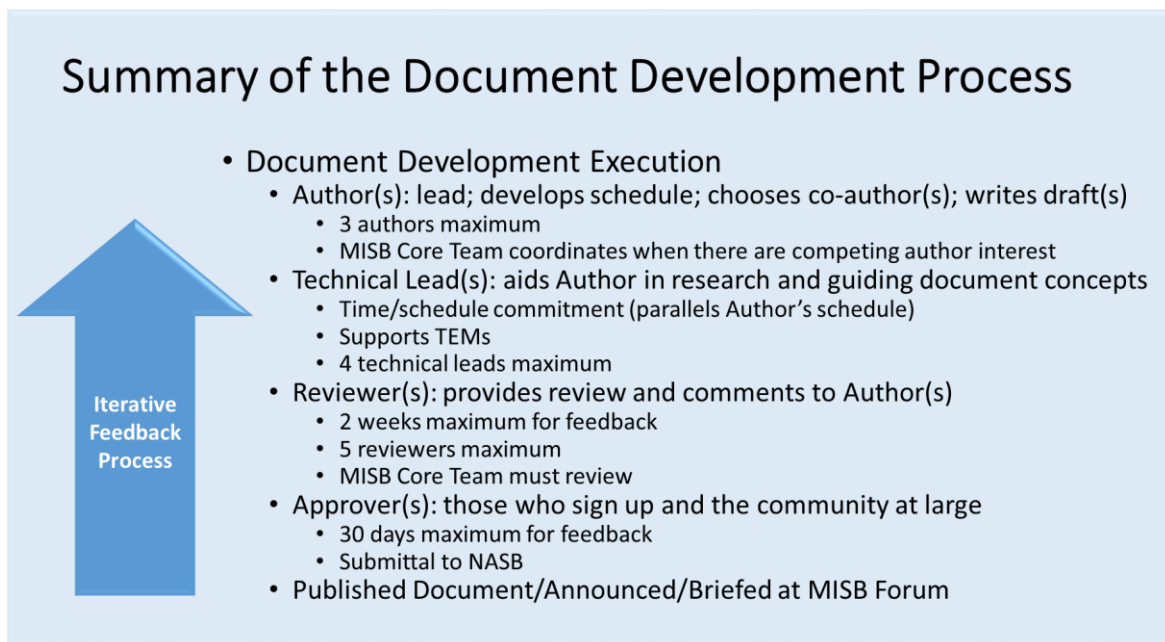 Summary of the Document Development Process
• Document Development Execution
• Author(s): lead; develops schedule; chooses co-author(s); writes draft(s)
• 3 authors maximum
• MISB Core Team coordinates when there are competing author interest
• Technical Lead(s): aids Author in research and guiding document concepts
• Time/schedule commitment (parallels Author's schedule)
• Supports TEMs
• 4 technical leads maximum
• Reviewer(s): provides review and comments to Author(s)
• 2 weeks maximum for feedback
• 5 reviewers maximum
• MISB Core Team must review
• Approver(s): those who sign up and the community at large
• 30 days maximum for feedback
• Submittal to NASB
• Published Document/Announced/Briefed at MISB Forum
Iterative
Feedback
Process